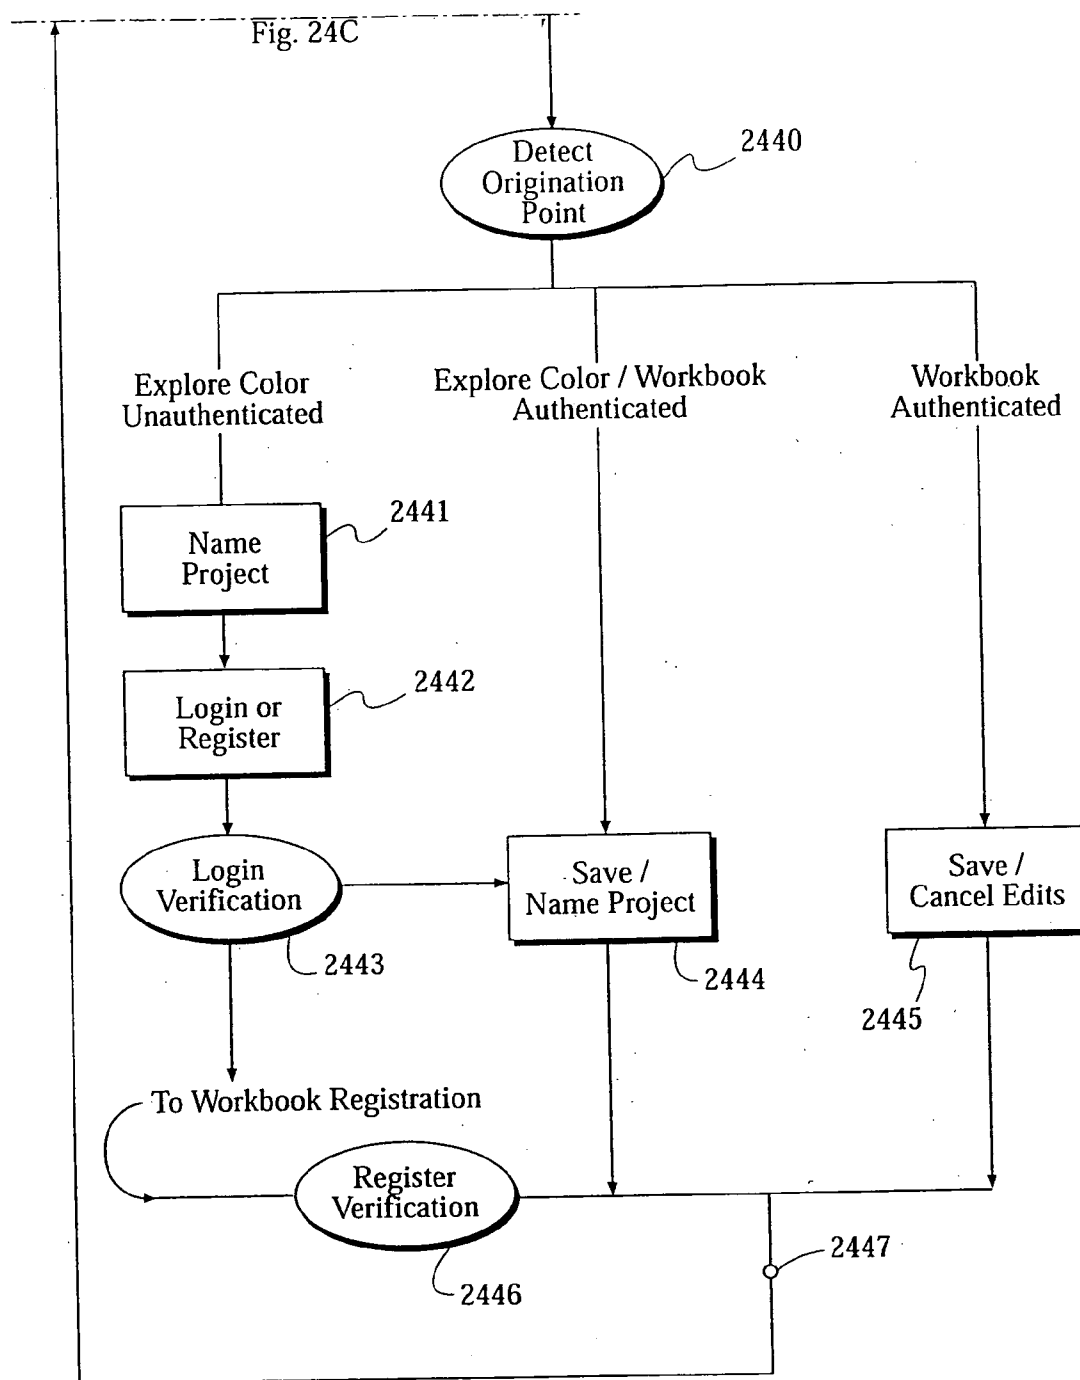 Fig. 24C
Detect
Origination
Point
2440
Explore Color
Unauthenticated
Explore Color / Workbook
Authenticated
Workbook
Authenticated
Name
Project
2441
Login or
Register
2442
Login
Verification
2443
Save /
Name Project
2444
Save /
Cancel Edits
2445
To Workbook Registration
Register
Verification
2446
2447